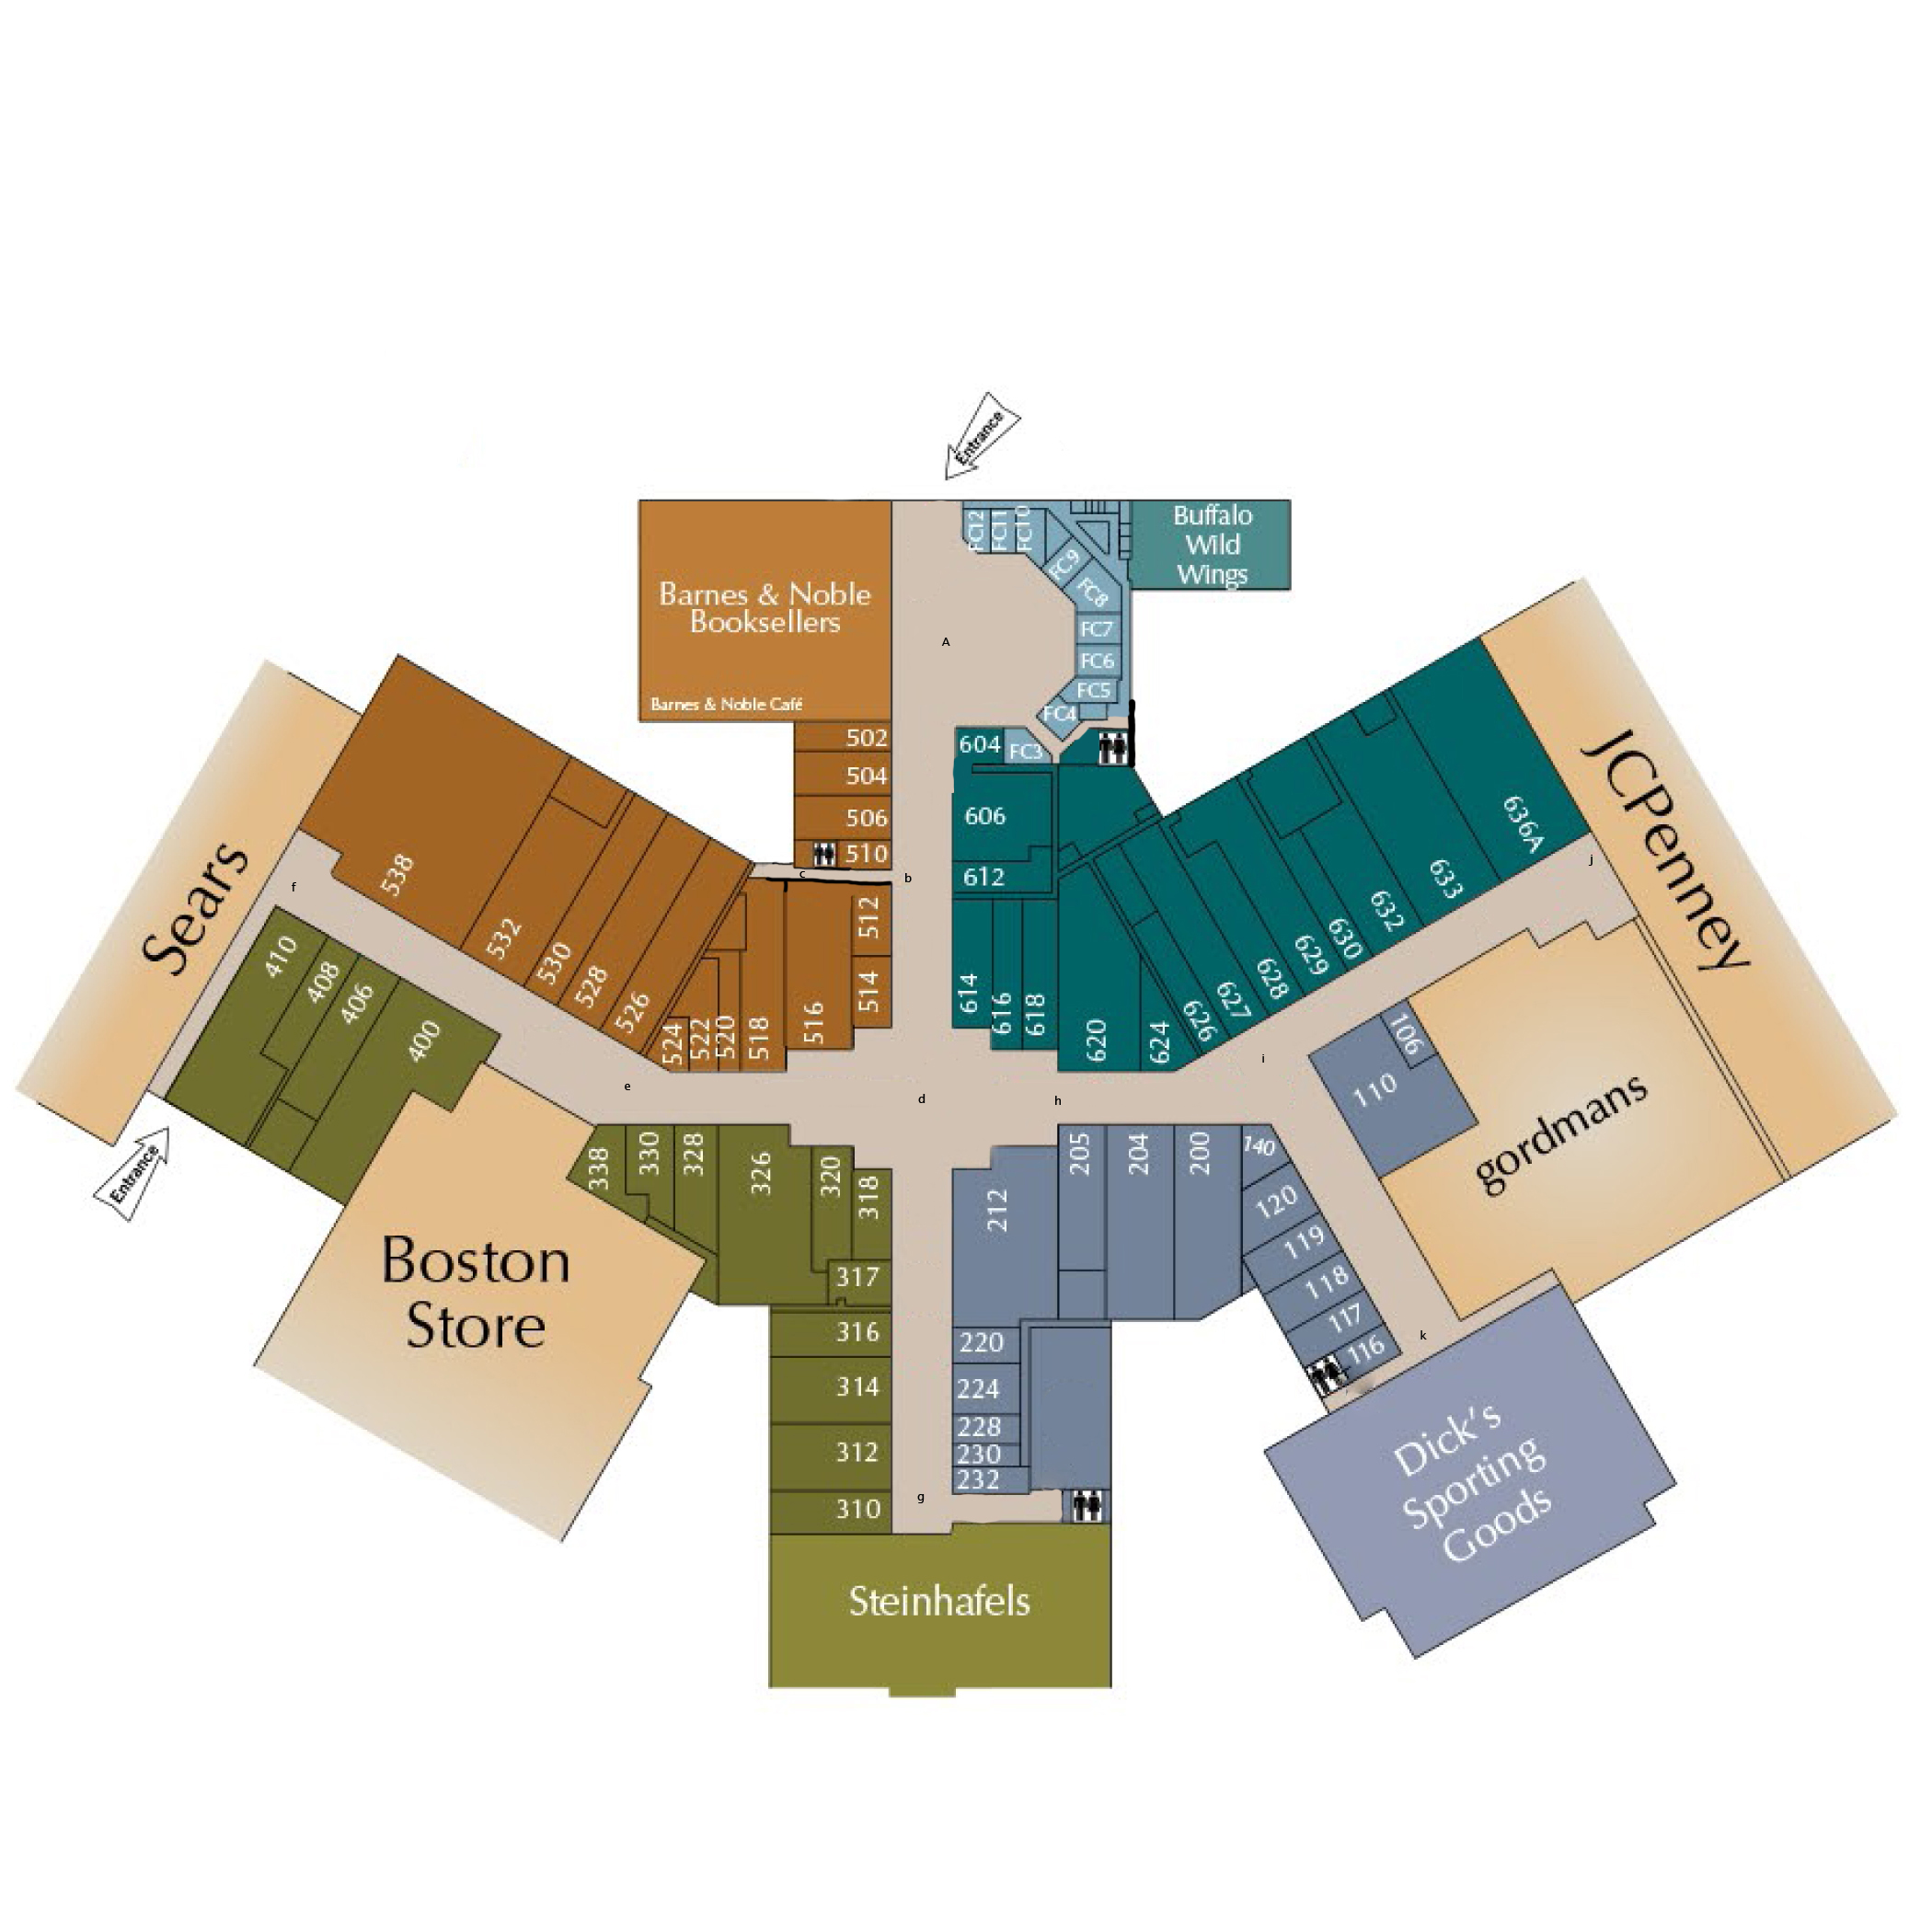 Entrance
Barnes & Noble
Booksellers
Barnes & Noble Café
FC12
FC11
FC10
FC9
FC8
FC7
FC6
FC5
FC4
FC3
Buffalo
Wild
Wings
A
502
504
506
510
512
514
516
518
520
522
524
526
528
530
532
538
604
606
612
614
616
618
620
624
626
627
628
629
630
632
633
636A
JCPenney
Sears
b
c
d
e
f
g
h
i
j
k
410
408
406
400
Entrance
Boston
Store
338
330
328
326
320
318
317
316
314
312
310
212
205
204
200
140
120
119
118
117
116
110
106
gordmans
220
224
228
230
232
Dick's
Sporting
Goods
Steinhafels